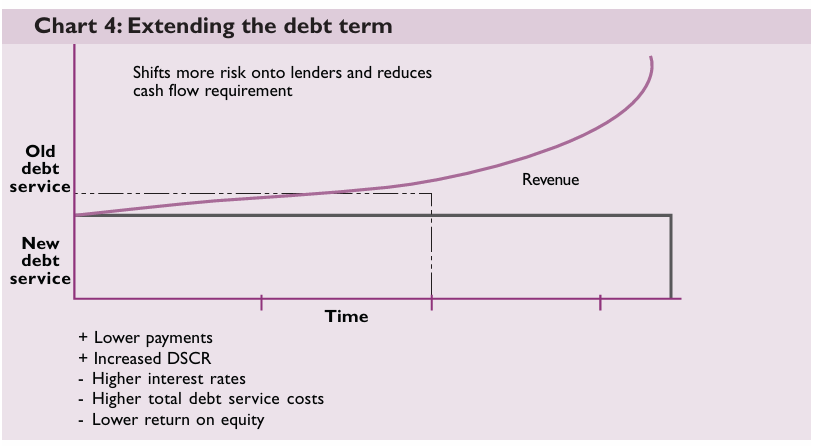 Chart 4: Extending the debt term
Shifts more risk onto lenders and reduces
cash flow requirement
Old
debt
service
Revenue
New
debt
service
Time
+ Lower payments
+ Increased DSCR
- Higher interest rates
- Higher total debt service costs
- Lower return on equity